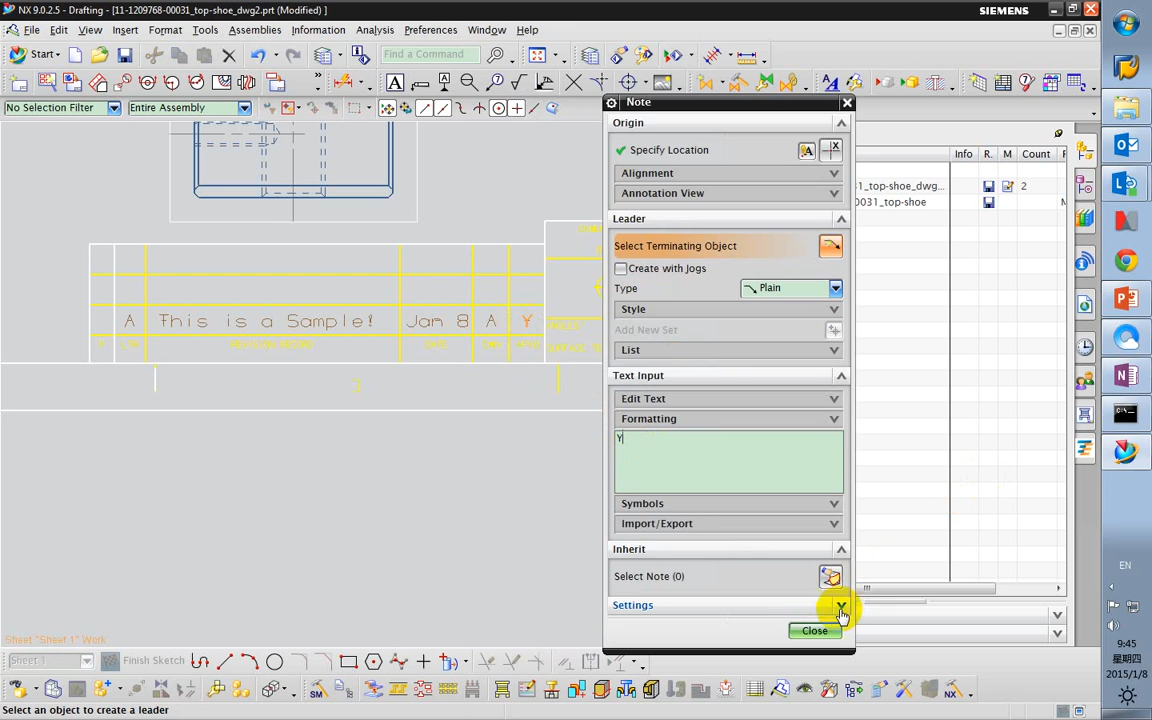 NX 9.0.2.5 - Drafting - [11-1209768-00031_top-shoe_dwg2.prt (Modified) ]
SIEMENS
File Edit View Insert Format Tools Assemblies Information Analysis Preferences Window Help
Start
Find a Command
No Selection Filter
Entire Assembly
Note
Origin
Specify Location
Alignment
Annotation View
Leader
Select Terminating Object
Create with Jogs
Type
Plain
Style
Add New Set
List
Text Input
Edit Text
Formatting
Y
Symbols
Import/Export
Inherit
Select Note (0)
Settings
Close
Info R. M Count
1_top-shoe_dwg... 2
0031_top-shoe
A This is a Sample! Jan 8 A Y
REVISION RECORD DATE
Sheet "Sheet 1" Work
Sheet 1
Finish Sketch
Select an object to create a leader
EN
9:45
星期四
2015/1/8